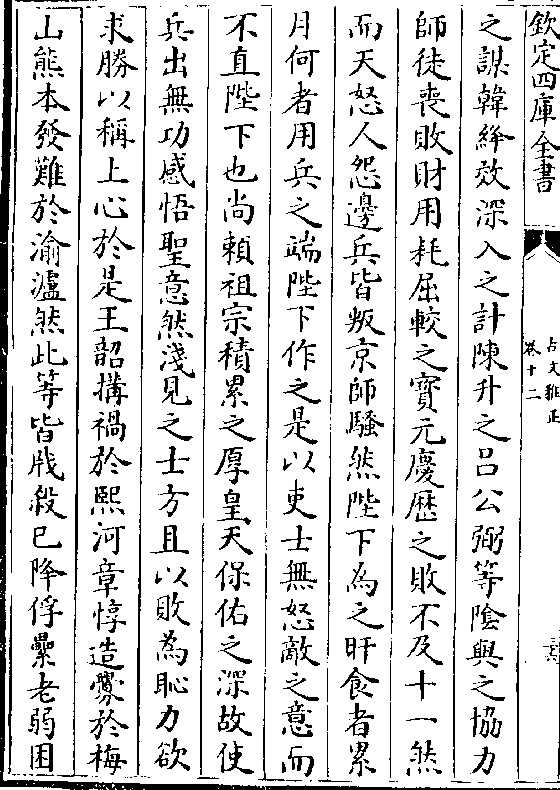 欽定四庫全書
古文雅正
卷十二
之謀韓絳效深入之計陳升之吕公弼等隂與之協力
師徒喪敗財用耗屈較之寶元慶厯之敗不及十一然
而天怒人怨邊兵皆叛京師騷然陛下為之旰食者累
月何者用兵之端陛下作之是以吏士無怒敵之意而
不直陛下也尚賴祖宗積累之厚皇天保佑之深故使
兵出無功感悟聖意然淺見之士方且以敗為恥力欲
求勝以稱上心於是王韶搆禍於熙河章惇造釁於梅
山熊本發難於渝瀘然此等皆戕殺已降俘纍老弱困